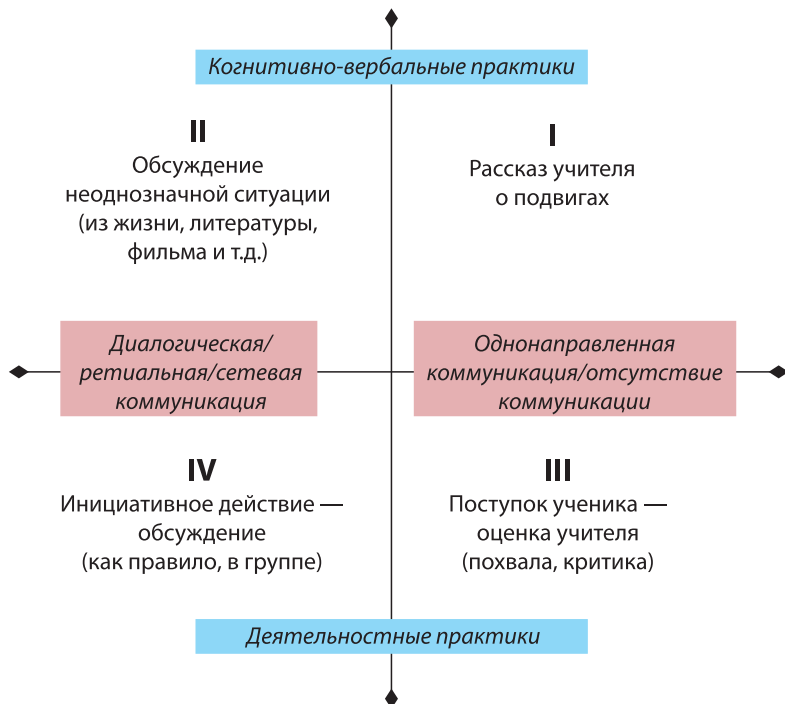 Когнитивно-вербальные практики
II
Обсуждение
неоднозначной ситуации
(из жизни, литературы,
фильма и т.д.)
I
Рассказ учителя
о подвигах
Диалогическая/
ретиальная/сетевая
коммуникация
Однонаправленная
коммуникация/отсутствие
коммуникации
IV
Инициативное действие —
обсуждение
(как правило, в группе)
III
Поступок ученика —
оценка учителя
(похвала, критика)
Деятельностные практики